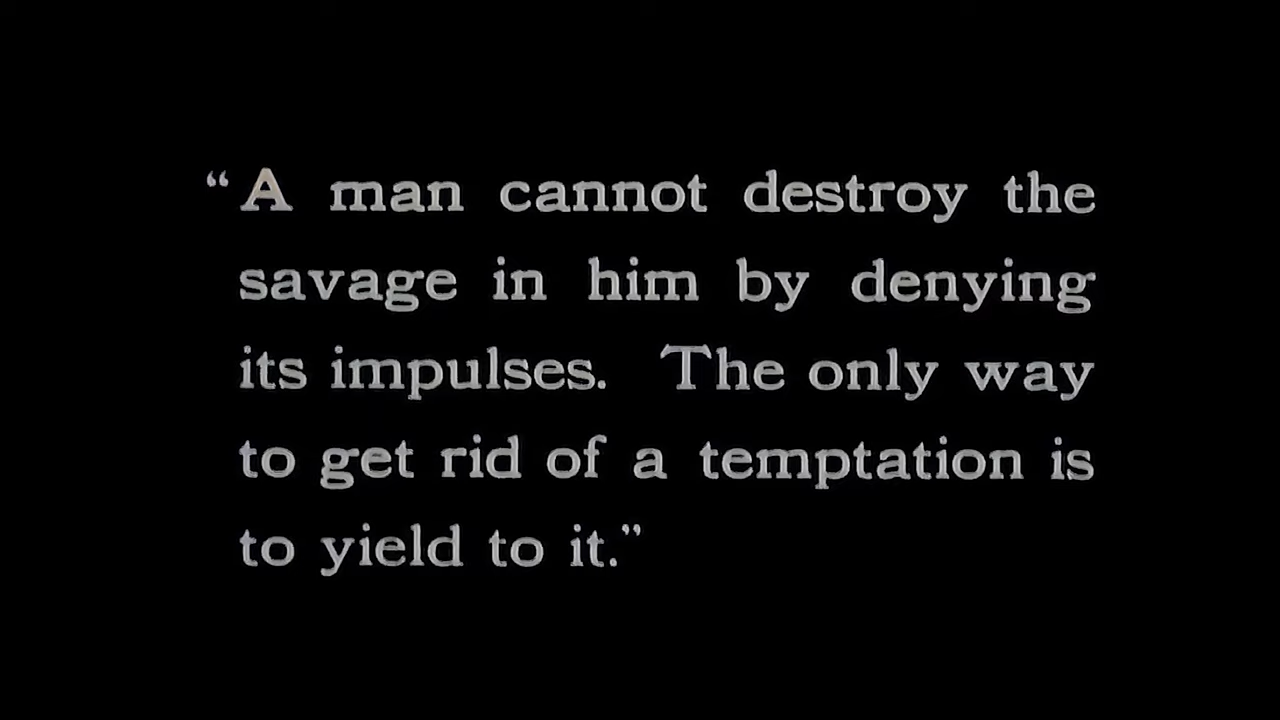 “A man cannot destroy the
savage in him by denying
its impulses. The only way
to get rid of a temptation is
to yield to it.”